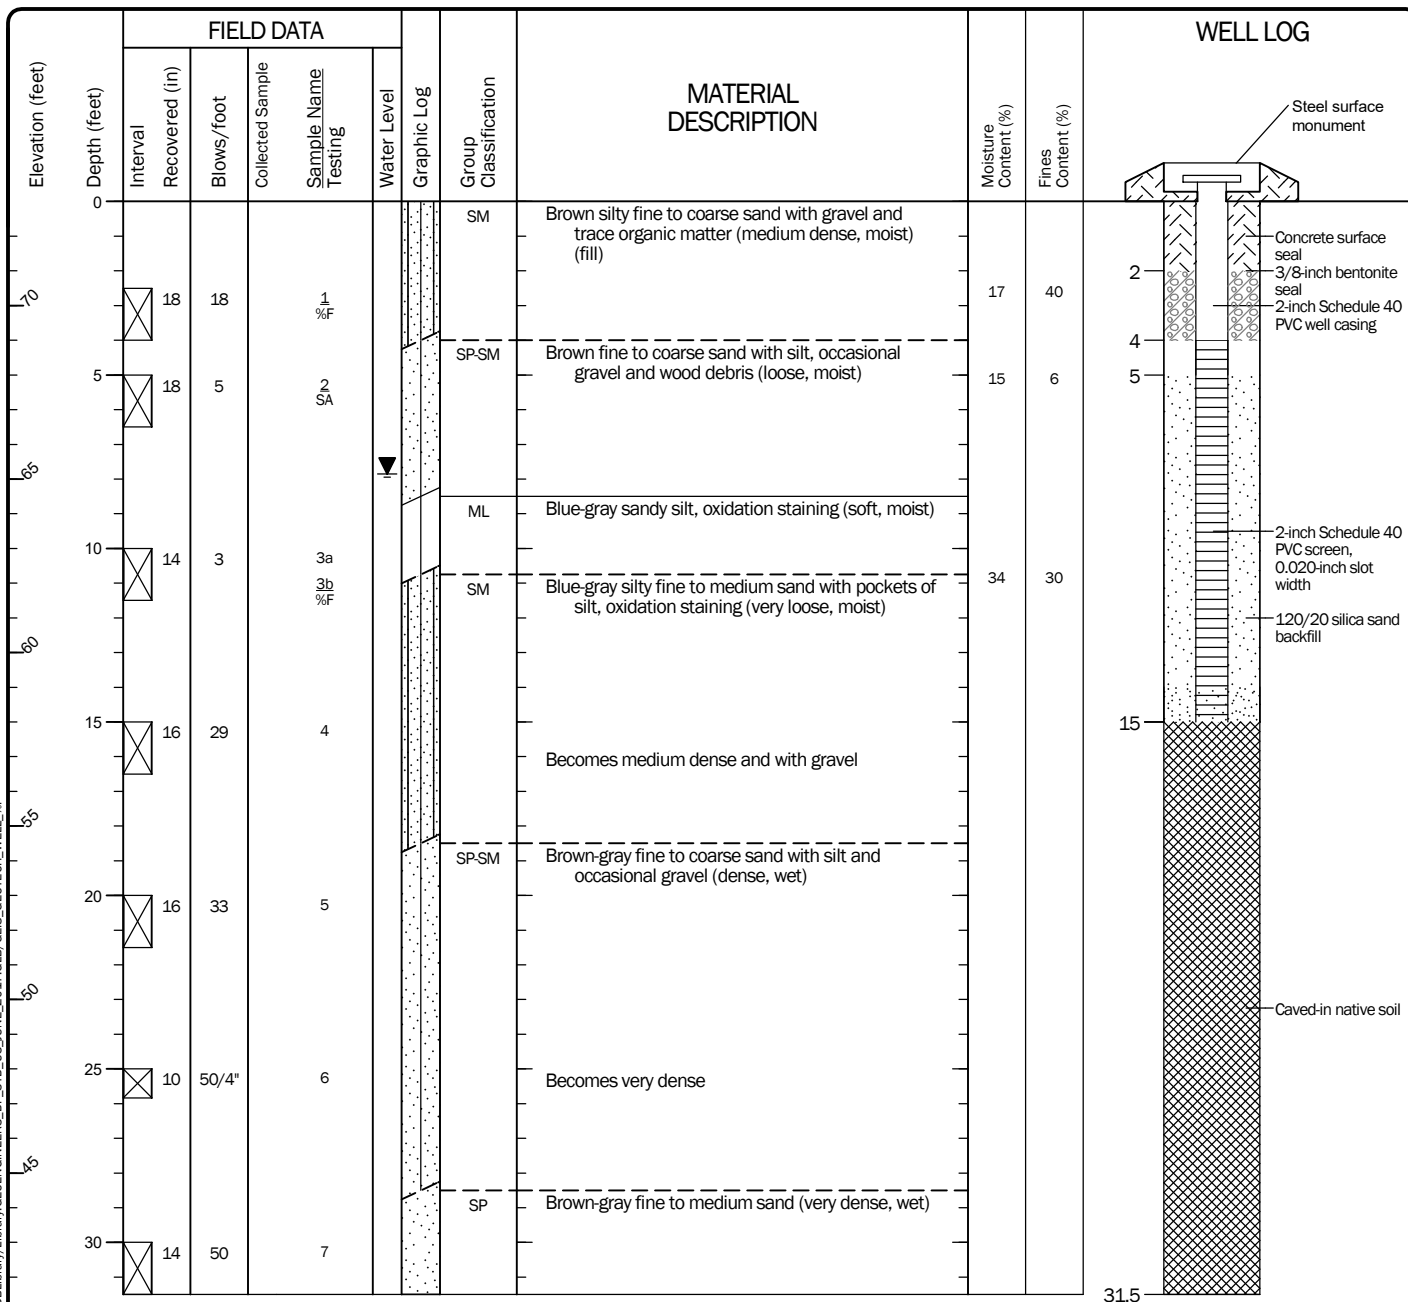 FIELD DATA
WELL LOG
Elevation (feet)
Depth (feet)
Interval
Recovered (in)
Blows/foot
Collected Sample
Sample Name
Testing
Water Level
Graphic Log
Group
Classification
MATERIAL
DESCRIPTION
Moisture
Content (%)
Fines
Content (%)
Steel surface
monument
0
SM
Brown silty fine to coarse sand with gravel and
trace organic matter (medium dense, moist)
(fill)
Concrete surface
seal
2
3/8-inch bentonite
seal
70
18
18
1
%F
17
40
2-inch Schedule 40
PVC well casing
4
SP-SM
Brown fine to coarse sand with silt, occasional
gravel and wood debris (loose, moist)
5
18
5
2
SA
15
6
5
65
ML
Blue-gray sandy silt, oxidation staining (soft, moist)
10
14
3
3a
3b
%F
2-inch Schedule 40
PVC screen,
0.020-inch slot
width
SM
Blue-gray silty fine to medium sand with pockets of
silt, oxidation staining (very loose, moist)
34
30
120/20 silica sand
backfill
60
15
16
29
4
15
Becomes medium dense and with gravel
55
SP-SM
Brown-gray fine to coarse sand with silt and
occasional gravel (dense, wet)
20
16
33
5
50
Caved-in native soil
25
10
50/4"
6
Becomes very dense
45
SP
Brown-gray fine to medium sand (very dense, wet)
30
14
50
7
31.5